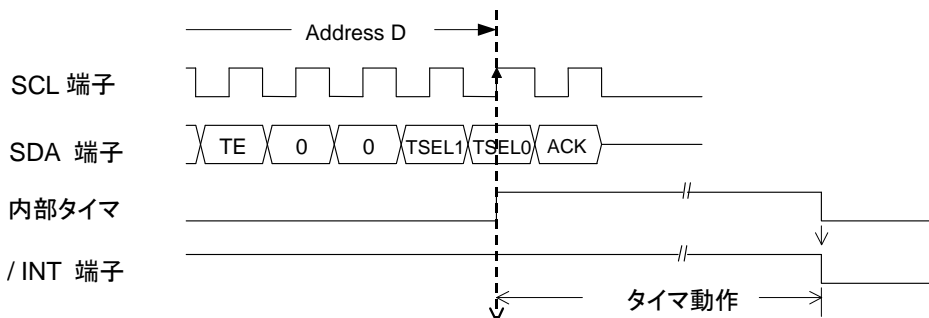 Address D
SCL 端子
SDA 端子 TE 0 0 TSEL1 TSEL0 ACK
内部タイマ
/ INT 端子
タイマ動作